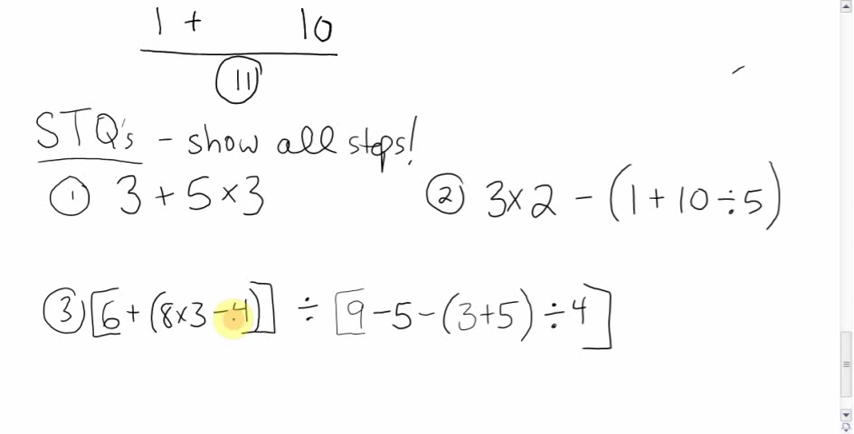 1 + 10
11
STQ's - show all steps!
① 3 + 5 × 3
② 3 × 2 - (1 + 10 ÷ 5)
③ [6 + (8 × 3 - 4)] ÷ [9 - 5 - (3 + 5) ÷ 4]